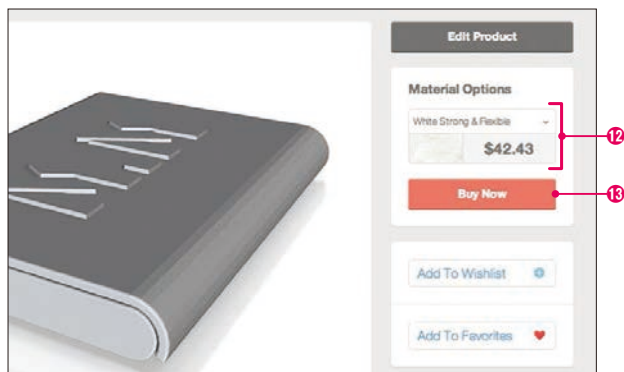 Edit Product
Material Options
White Strong & Flexible
$42.43
Buy Now
Add To Wishlist
Add To Favorites
12
13